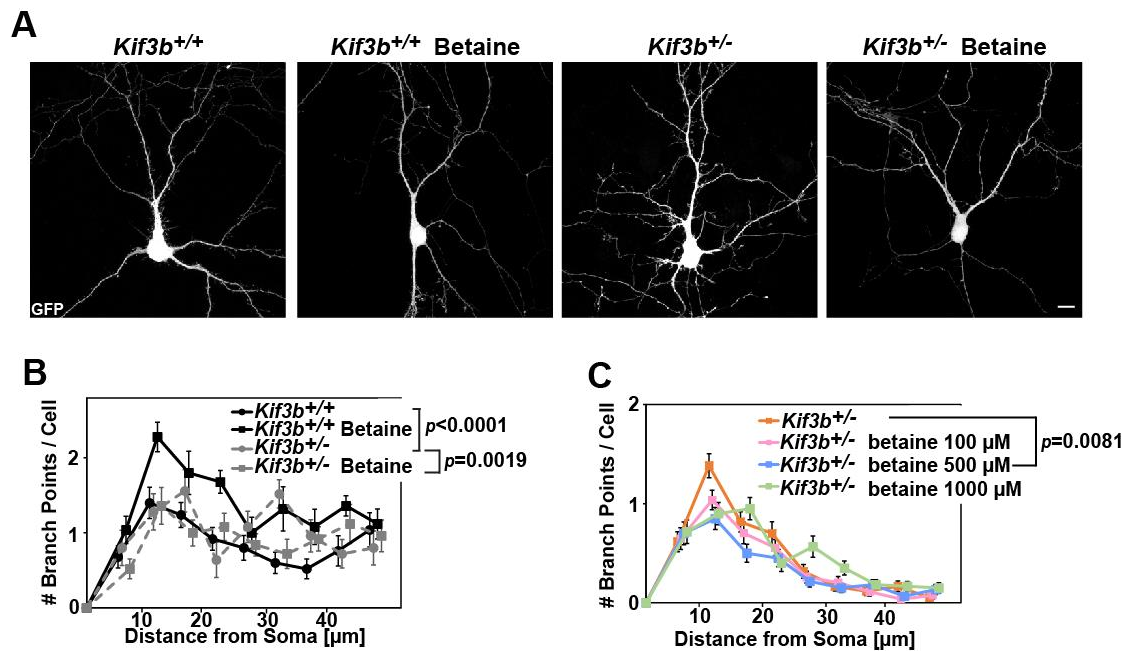 A
Kif3b+/+
Kif3b+/+ Betaine
Kif3b+/-
Kif3b+/- Betaine
GFP
B
# Branch Points / Cell
2
1
0
Kif3b+/+
Kif3b+/+ Betaine
Kif3b+/-
Kif3b+/- Betaine
p<0.0001
p=0.0019
10 20 30 40
Distance from Soma [µm]
C
# Branch Points / Cell
2
1
0
Kif3b+/-
Kif3b+/- betaine 100 µM
Kif3b+/- betaine 500 µM
Kif3b+/- betaine 1000 µM
p=0.0081
10 20 30 40
Distance from Soma [µm]